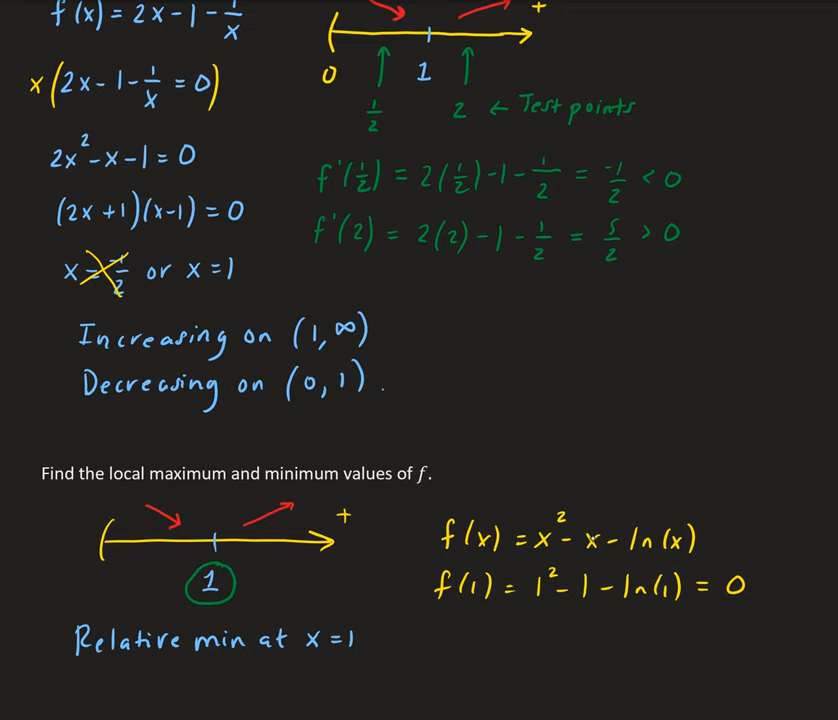 f'(x) = 2x - 1 - 1/x
x(2x - 1 - 1/x = 0)
2x² - x - 1 = 0
(2x + 1)(x - 1) = 0
x = -1/2 or x = 1
+
0 1
1/2 2 ← Test points
f'(1/2) = 2(1/2) - 1 - 1/2 = -1/2 < 0
f'(2) = 2(2) - 1 - 1/2 = 5/2 > 0
Increasing on (1, ∞)
Decreasing on (0, 1).
Find the local maximum and minimum values of f.
+
1
Relative min at x = 1
f(x) = x² - x - ln(x)
f(1) = 1² - 1 - ln(1) = 0